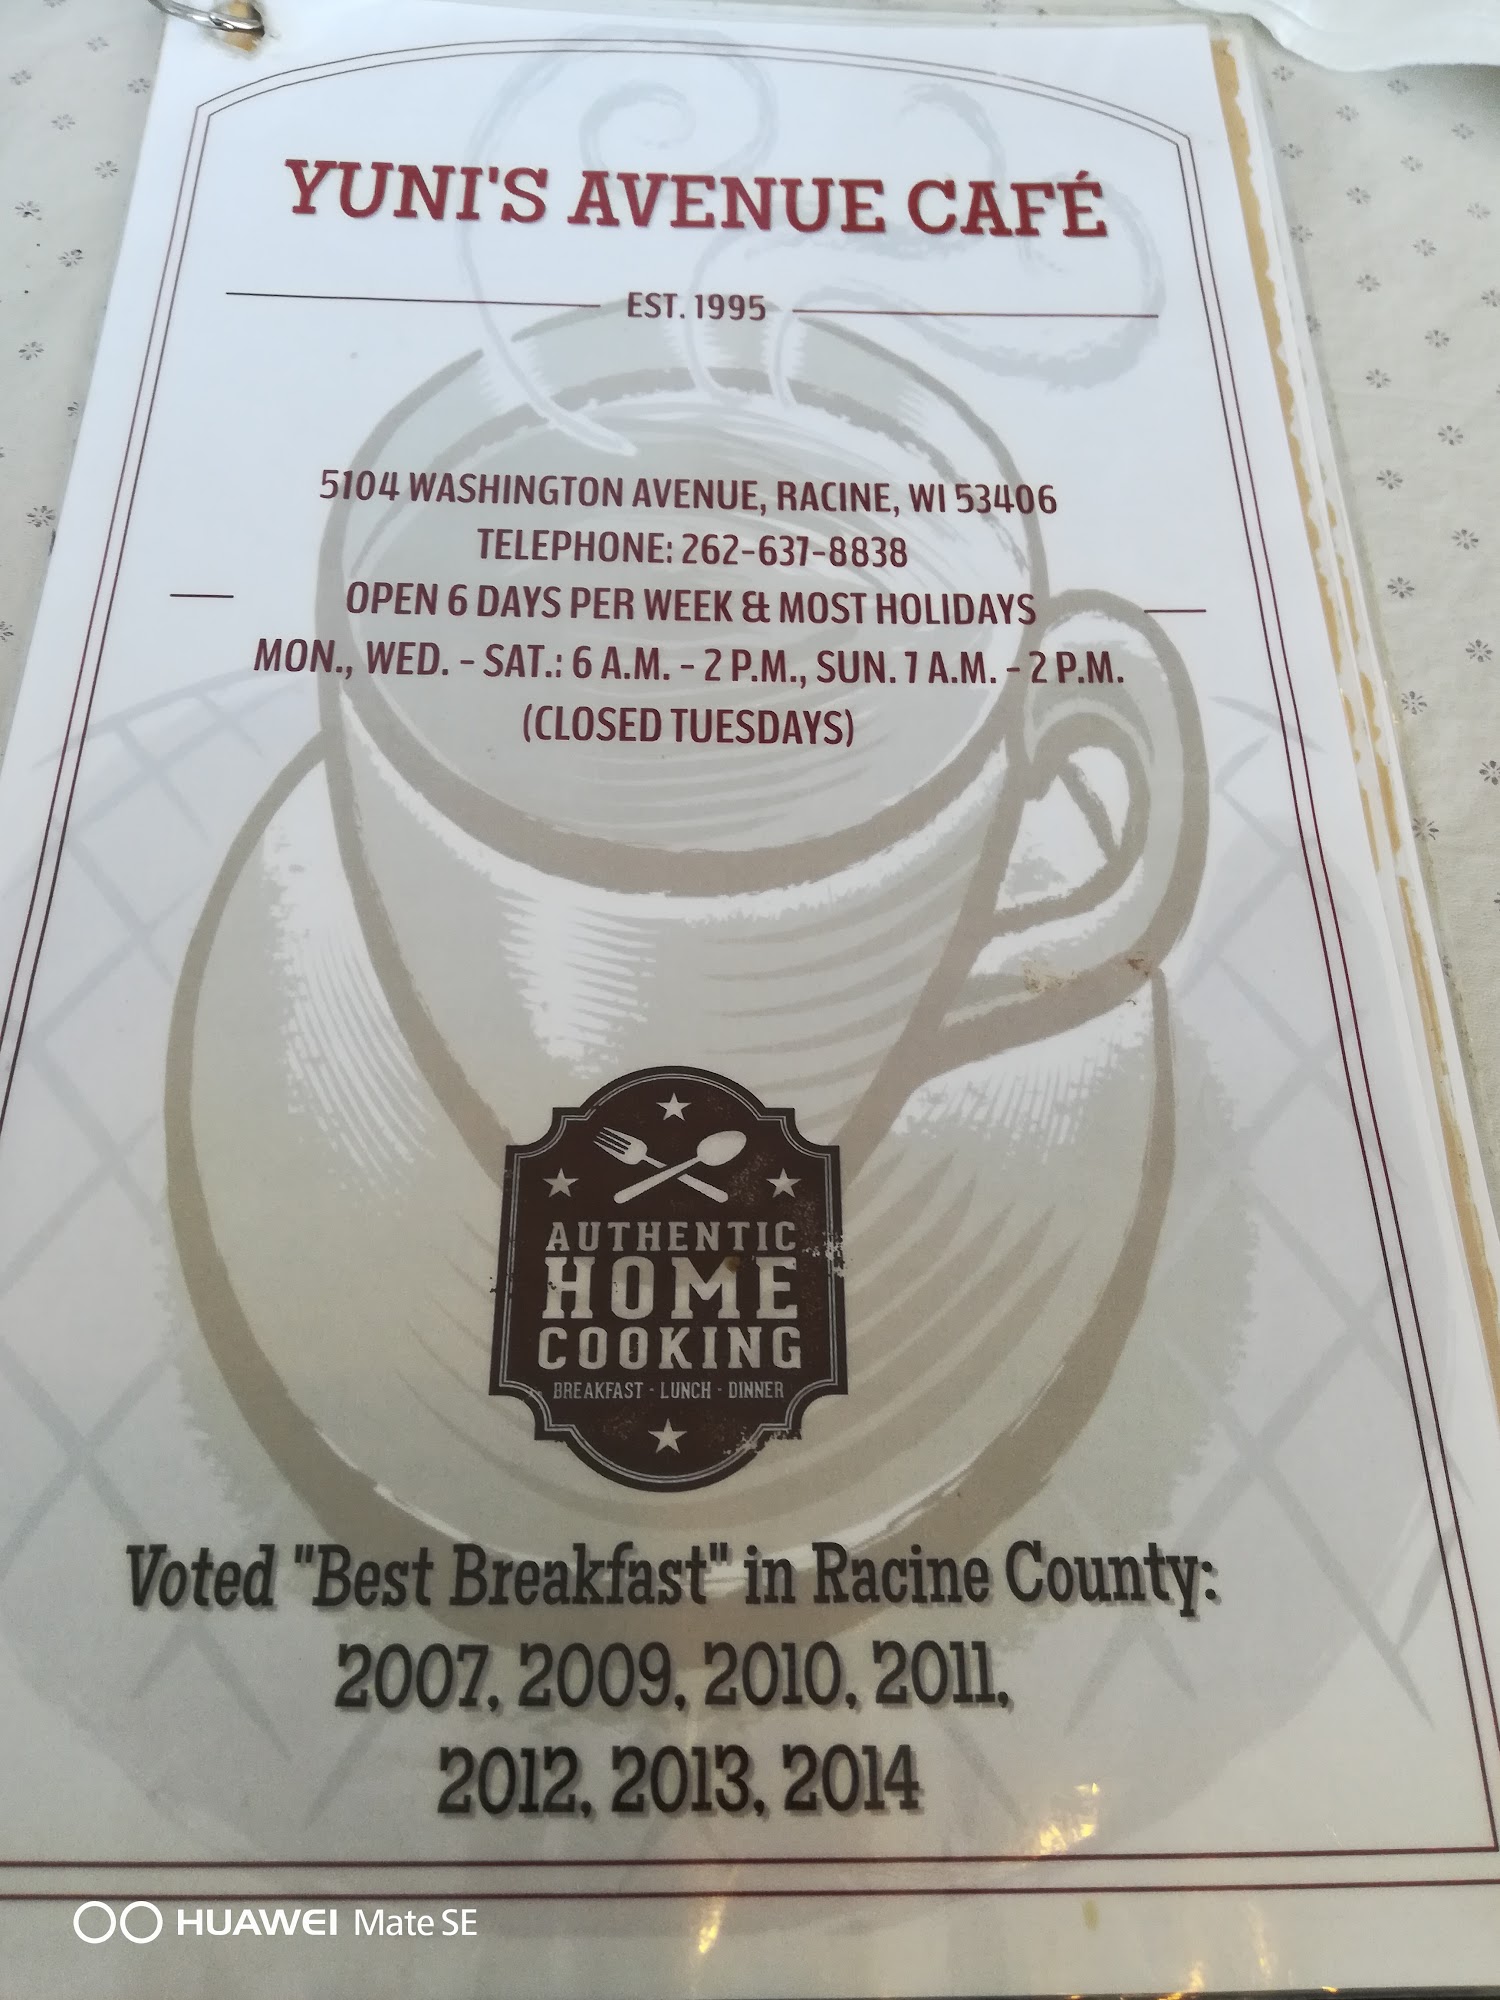 YUNI'S AVENUE CAFÉ
EST. 1995
5104 WASHINGTON AVENUE, RACINE, WI 53406
TELEPHONE: 262-637-8838
OPEN 6 DAYS PER WEEK & MOST HOLIDAYS
MON., WED. - SAT.: 6 A.M. - 2 P.M., SUN. 7 A.M. - 2 P.M.
(CLOSED TUESDAYS)
AUTHENTIC
HOME
COOKING
BREAKFAST - LUNCH - DINNER
Voted "Best Breakfast" in Racine County:
2007, 2009, 2010, 2011,
2012, 2013, 2014
HUAWEI Mate SE